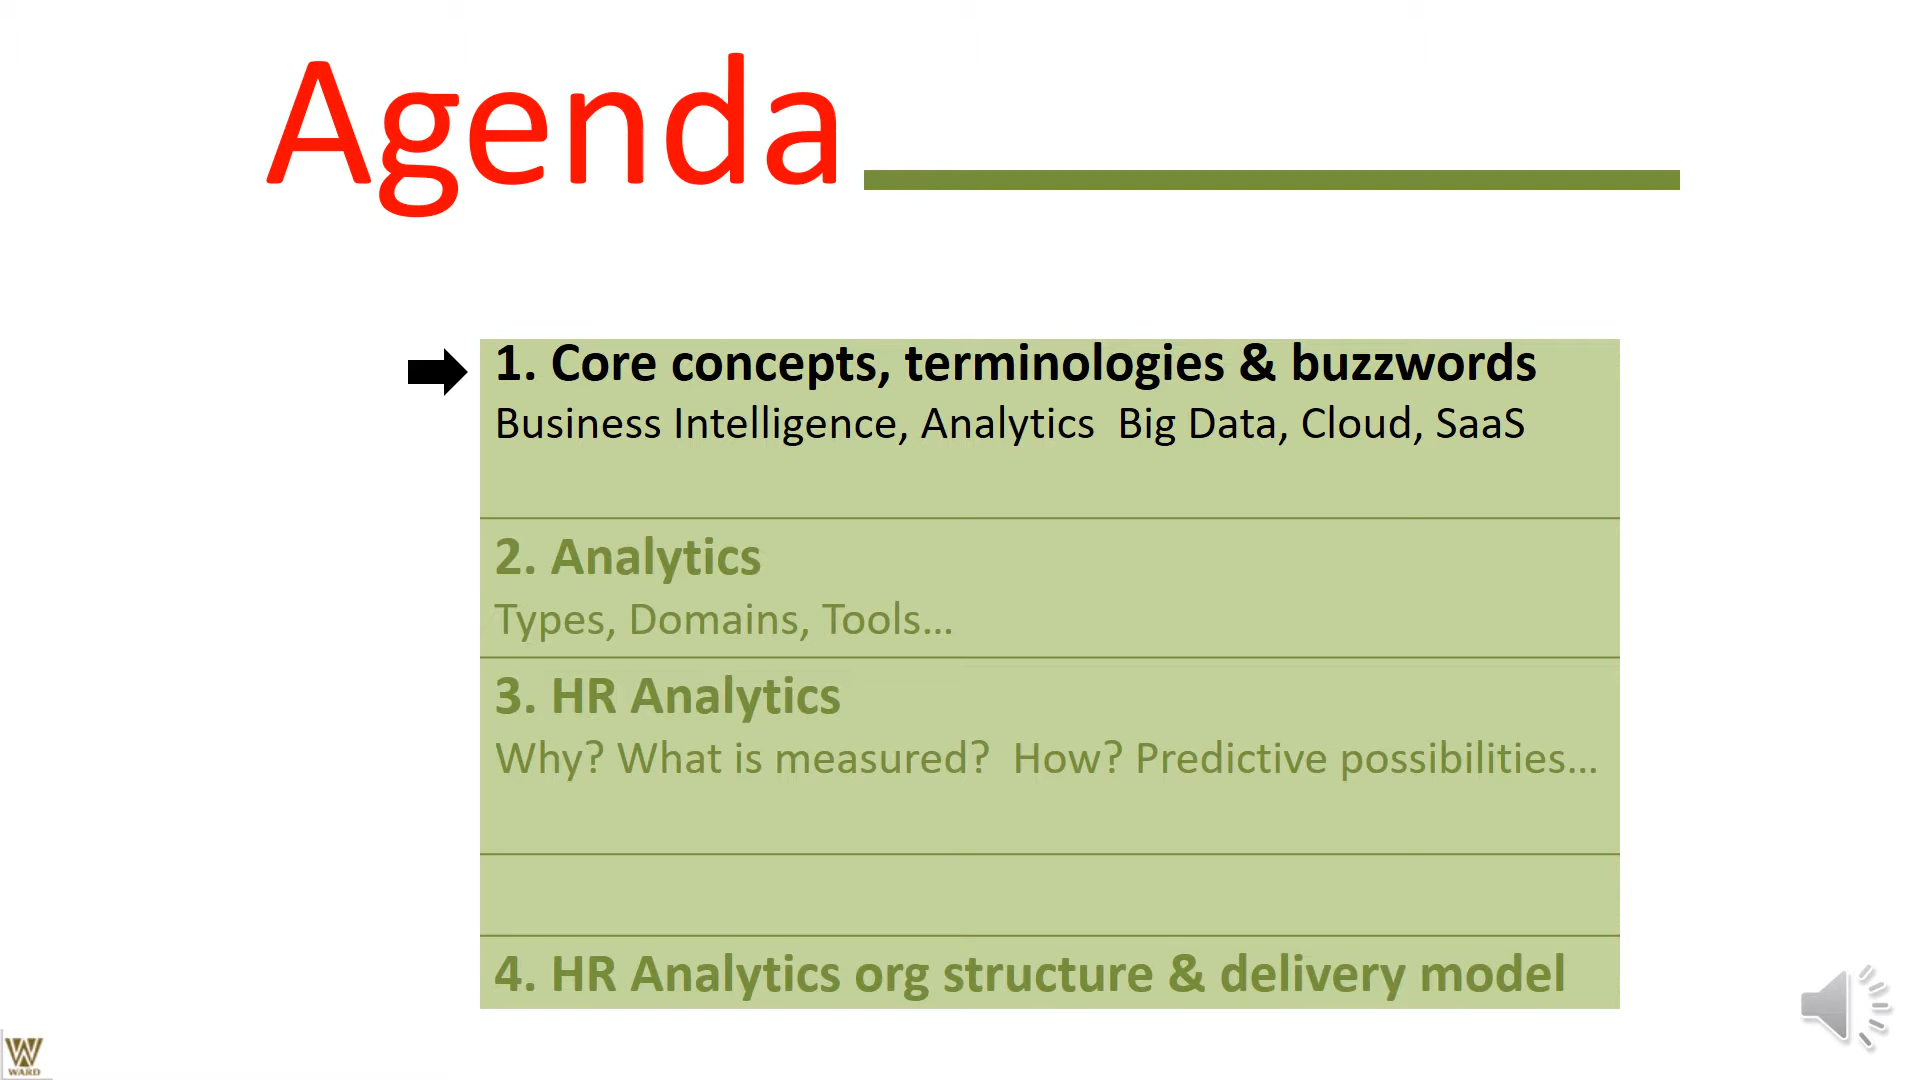 Agenda
1. Core concepts, terminologies & buzzwords
Business Intelligence, Analytics  Big Data, Cloud, SaaS
2. Analytics
Types, Domains, Tools...
3. HR Analytics
Why? What is measured?  How? Predictive possibilities...
4. HR Analytics org structure & delivery model
W
WARD